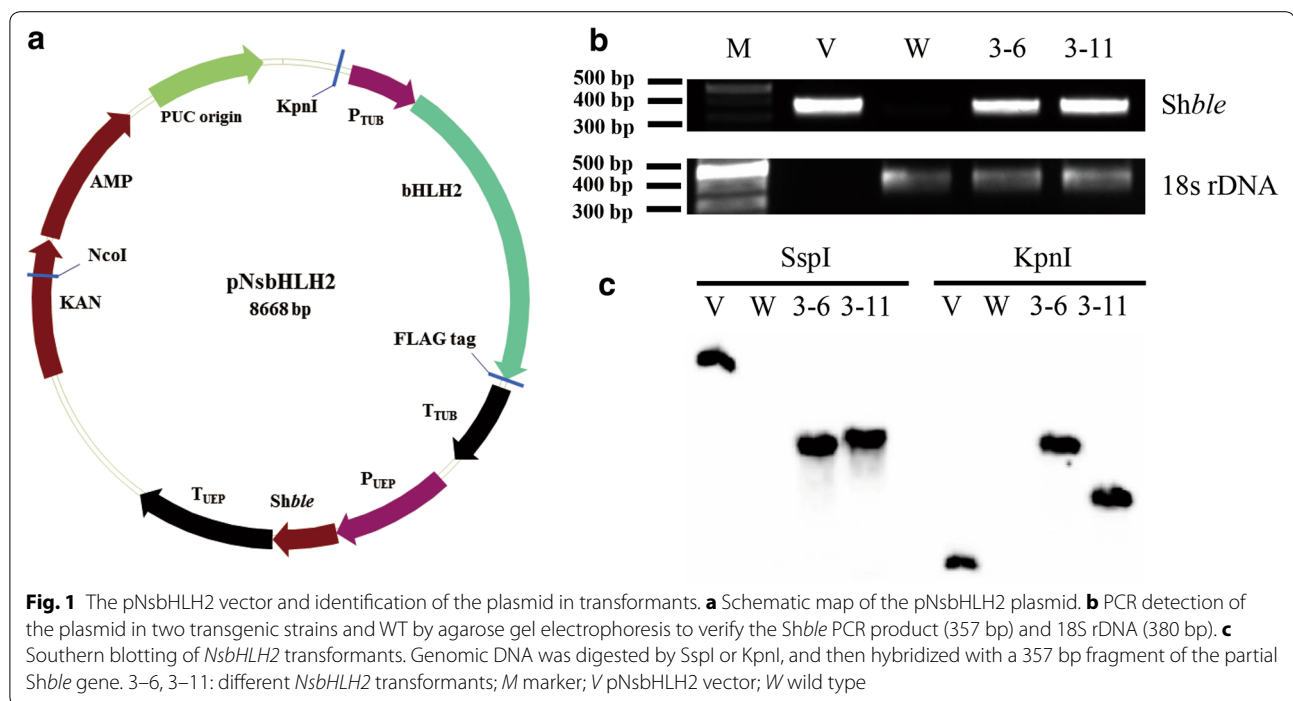 a
KpnI
P_TUB
bHLH2
FLAG tag
T_TUB
P_UEP
Shble
T_UEP
KAN
NcoI
AMP
PUC origin
pNsbHLH2
8668 bp
b
M V W 3-6 3-11
500 bp
400 bp
300 bp
Shble
500 bp
400 bp
300 bp
18s rDNA
c
SspI KpnI
V W 3-6 3-11 V W 3-6 3-11
Fig. 1 The pNsbHLH2 vector and identification of the plasmid in transformants. a Schematic map of the pNsbHLH2 plasmid. b PCR detection of
the plasmid in two transgenic strains and WT by agarose gel electrophoresis to verify the Shble PCR product (357 bp) and 18S rDNA (380 bp). c
Southern blotting of NsbHLH2 transformants. Genomic DNA was digested by SspI or KpnI, and then hybridized with a 357 bp fragment of the partial
Shble gene. 3–6, 3–11: different NsbHLH2 transformants; M marker; V pNsbHLH2 vector; W wild type